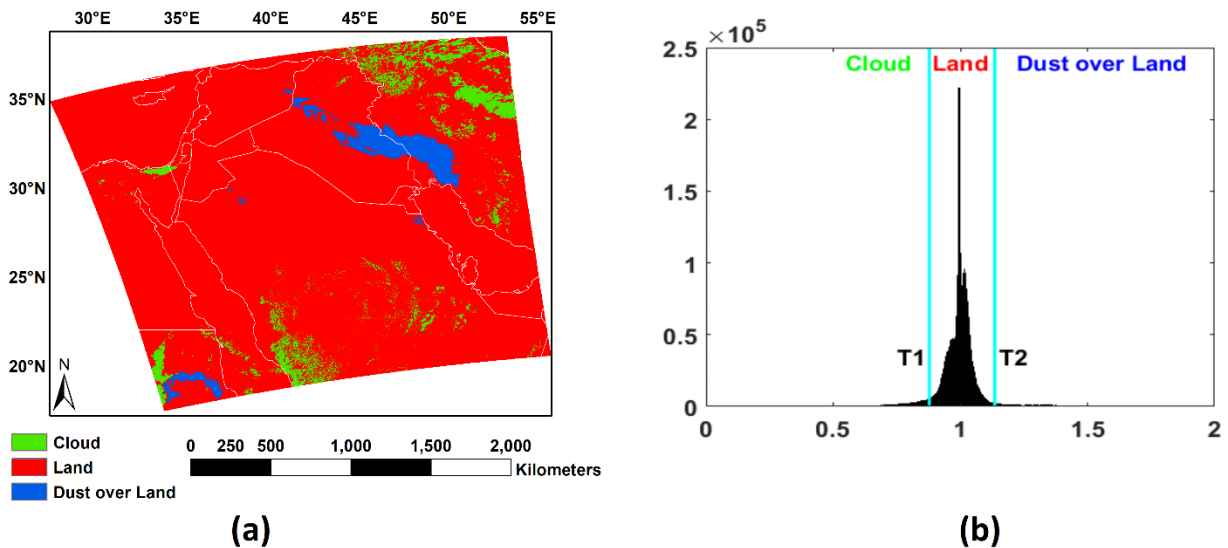 30°E 35°E 40°E 45°E 50°E 55°E
35°N
30°N
25°N
20°N
N
Cloud
Land
Dust over Land
0 250 500 1,000 1,500 2,000
Kilometers
(a)
×10⁵
2.5
2
1.5
1
0.5
0
Cloud Land Dust over Land
T1 T2
0 0.5 1 1.5 2
(b)